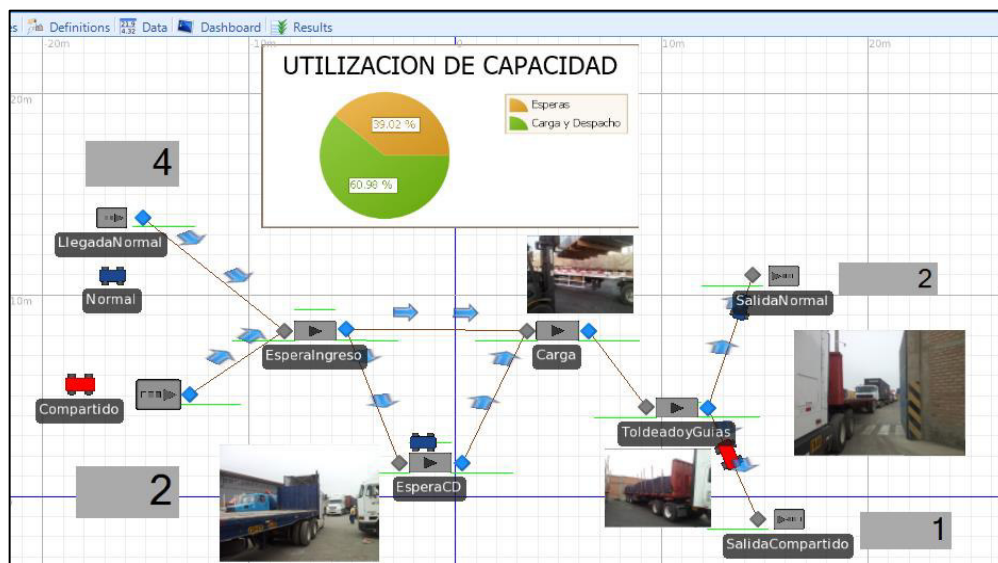 es Definitions Data Dashboard Results
-20m -10m 0 10m 20m
20m
10m
UTILIZACION DE CAPACIDAD
Esperas
Carga y Despacho
39.02 %
60.98 %
4
LlegadaNormal
Normal
Compartido
2
EsperaIngreso
EsperaCD
Carga
ToldeadoyGuias
SalidaNormal
2
SalidaCompartido
1